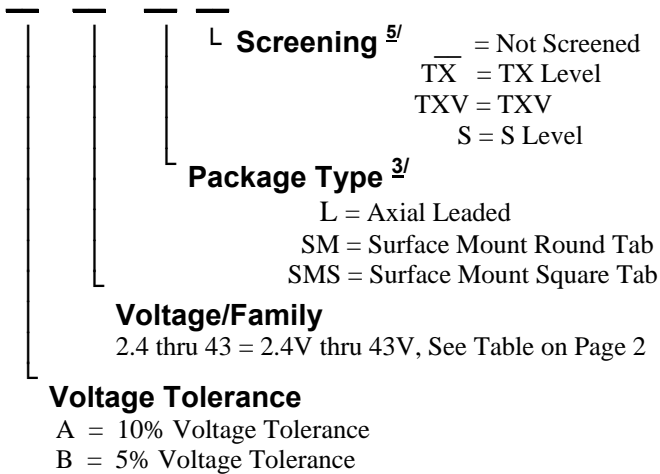 Screening 5/
__ = Not Screened
TX = TX Level
TXV = TXV
S = S Level
Package Type 3/
L = Axial Leaded
SM = Surface Mount Round Tab
SMS = Surface Mount Square Tab
Voltage/Family
2.4 thru 43 = 2.4V thru 43V, See Table on Page 2
Voltage Tolerance
A = 10% Voltage Tolerance
B = 5% Voltage Tolerance